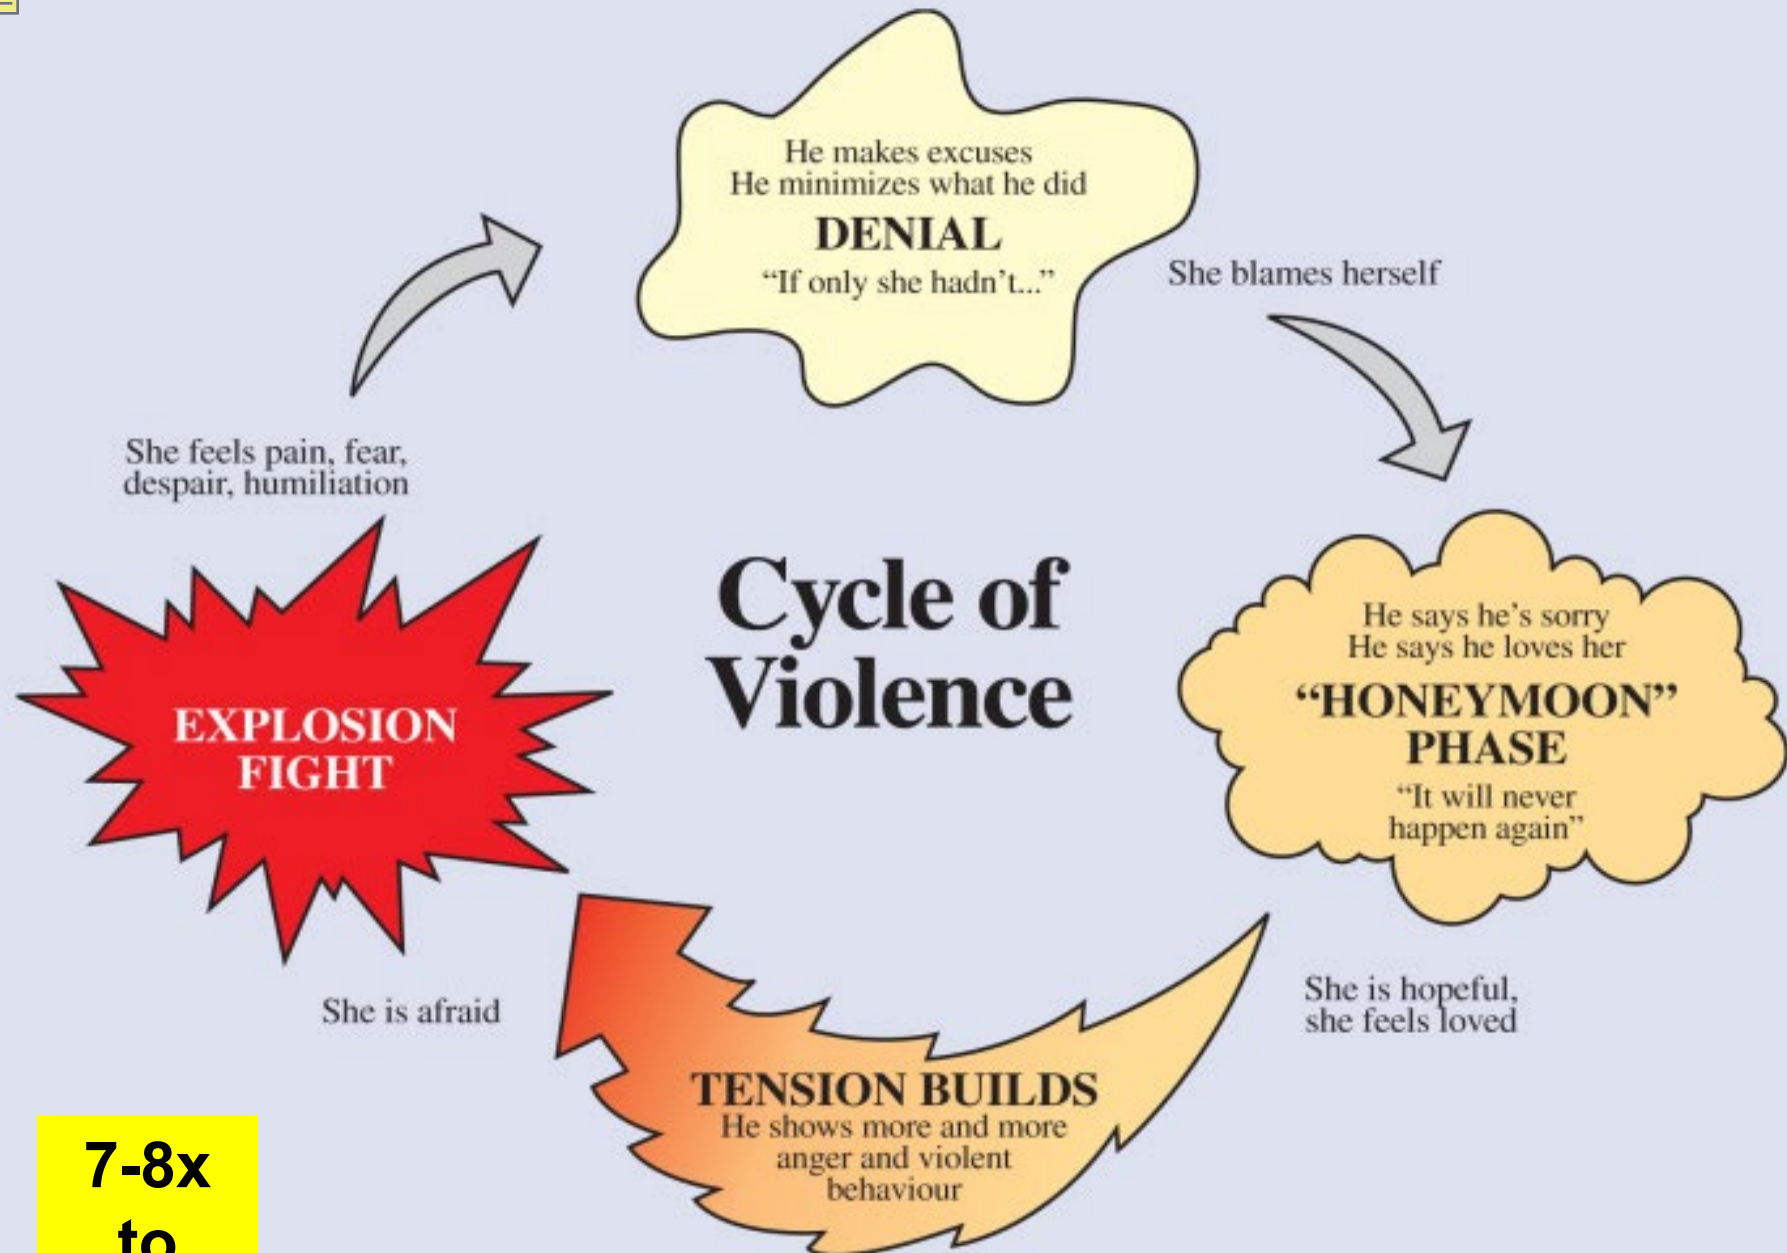 He makes excuses
He minimizes what he did
DENIAL
“If only she hadn’t...”
She blames herself
She feels pain, fear,
despair, humiliation
Cycle of
Violence
He says he’s sorry
He says he loves her
“HONEYMOON”
PHASE
“It will never
happen again”
EXPLOSION
FIGHT
She is hopeful,
she feels loved
She is afraid
TENSION BUILDS
He shows more and more
anger and violent
behaviour
7-8x
to